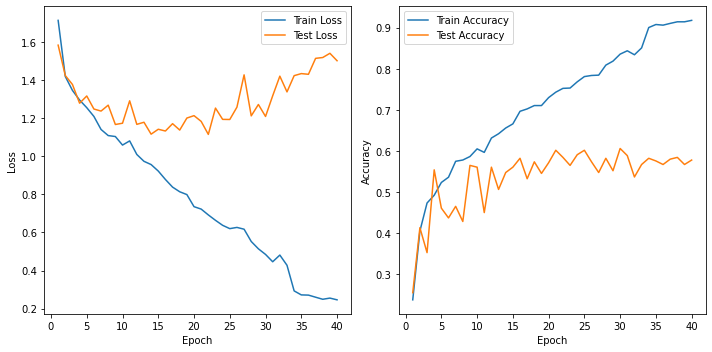 Train Loss
Test Loss
1.6
1.4
1.2
1.0
0.8
0.6
0.4
0.2
Loss
0 5 10 15 20 25 30 35 40
Epoch
Train Accuracy
Test Accuracy
0.9
0.8
0.7
0.6
0.5
0.4
0.3
Accuracy
0 5 10 15 20 25 30 35 40
Epoch